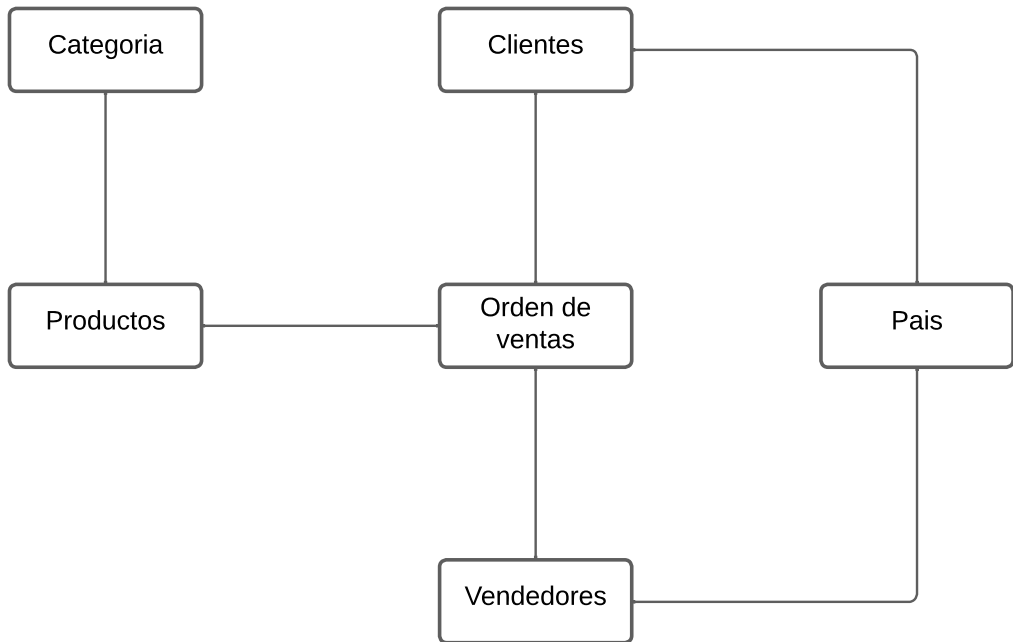 Categoria
Clientes
Productos
Orden de
ventas
Pais
Vendedores